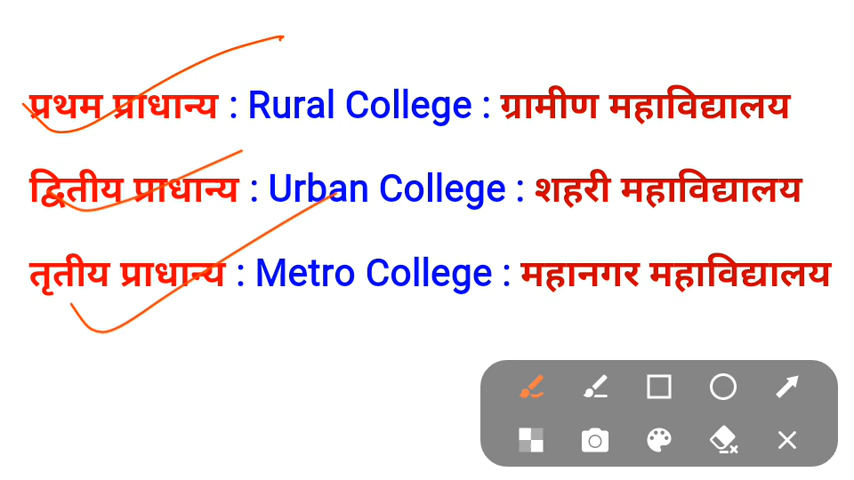 प्रथम प्राधान्य : Rural College : ग्रामीण महाविद्यालय
द्वितीय प्राधान्य : Urban College : शहरी महाविद्यालय
तृतीय प्राधान्य : Metro College : महानगर महाविद्यालय